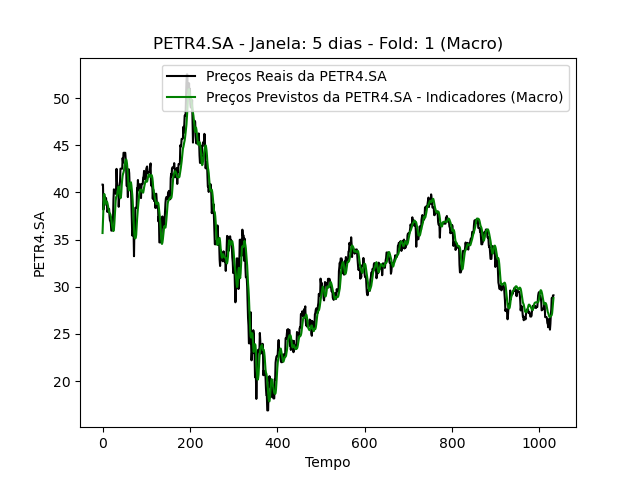 PETR4.SA - Janela: 5 dias - Fold: 1 (Macro)
Preços Reais da PETR4.SA
Preços Previstos da PETR4.SA - Indicadores (Macro)
PETR4.SA
50
45
40
35
30
25
20
0 200 400 600 800 1000
Tempo